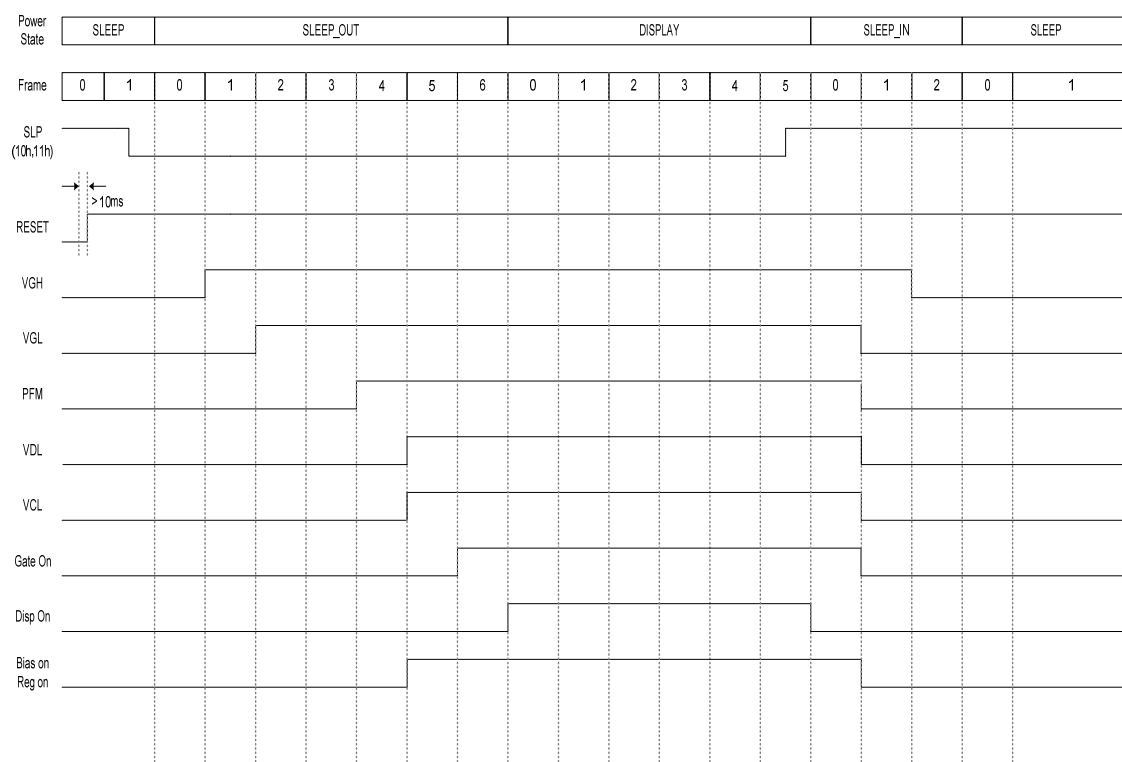 Power
State
SLEEP SLEEP_OUT DISPLAY SLEEP_IN SLEEP
Frame 0 1 0 1 2 3 4 5 6 0 1 2 3 4 5 0 1 2 0 1
SLP
(10h,11h)
>10ms
RESET
VGH
VGL
PFM
VDL
VCL
Gate On
Disp On
Bias on
Reg on